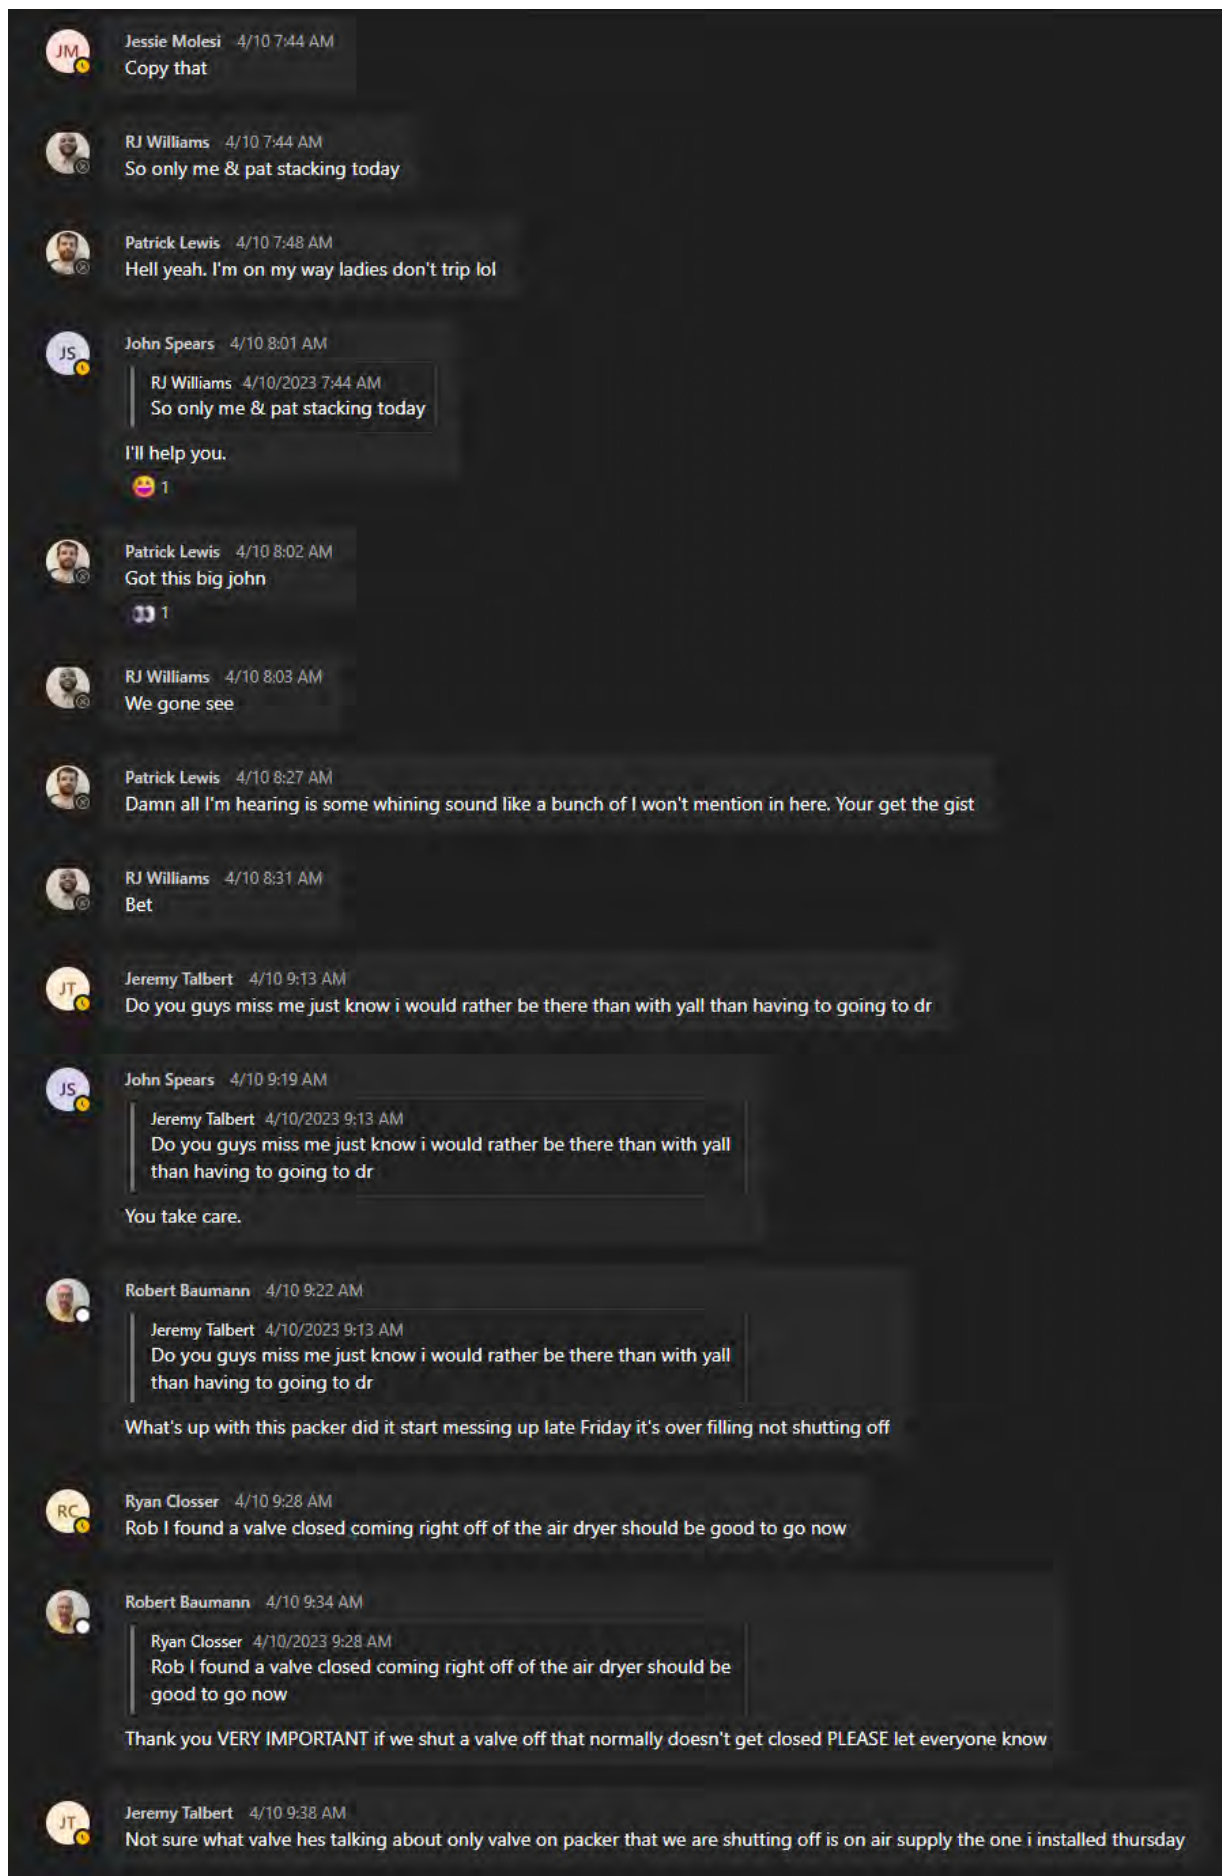 JM
Jessie Molesi 4/10 7:44 AM
Copy that
RJ Williams 4/10 7:44 AM
So only me & pat stacking today
Patrick Lewis 4/10 7:48 AM
Hell yeah. I'm on my way ladies don't trip lol
JS
John Spears 4/10 8:01 AM
RJ Williams 4/10/2023 7:44 AM
So only me & pat stacking today
I'll help you.
1
Patrick Lewis 4/10 8:02 AM
Got this big john
1
RJ Williams 4/10 8:03 AM
We gone see
Patrick Lewis 4/10 8:27 AM
Damn all I'm hearing is some whining sound like a bunch of I won't mention in here. Your get the gist
RJ Williams 4/10 8:31 AM
Bet
JT
Jeremy Talbert 4/10 9:13 AM
Do you guys miss me just know i would rather be there than with yall than having to going to dr
JS
John Spears 4/10 9:19 AM
Jeremy Talbert 4/10/2023 9:13 AM
Do you guys miss me just know i would rather be there than with yall
than having to going to dr
You take care.
Robert Baumann 4/10 9:22 AM
Jeremy Talbert 4/10/2023 9:13 AM
Do you guys miss me just know i would rather be there than with yall
than having to going to dr
What's up with this packer did it start messing up late Friday it's over filling not shutting off
RC
Ryan Closser 4/10 9:28 AM
Rob I found a valve closed coming right off of the air dryer should be good to go now
Robert Baumann 4/10 9:34 AM
Ryan Closser 4/10/2023 9:28 AM
Rob I found a valve closed coming right off of the air dryer should be
good to go now
Thank you VERY IMPORTANT if we shut a valve off that normally doesn't get closed PLEASE let everyone know
JT
Jeremy Talbert 4/10 9:38 AM
Not sure what valve hes talking about only valve on packer that we are shutting off is on air supply the one i installed thursday